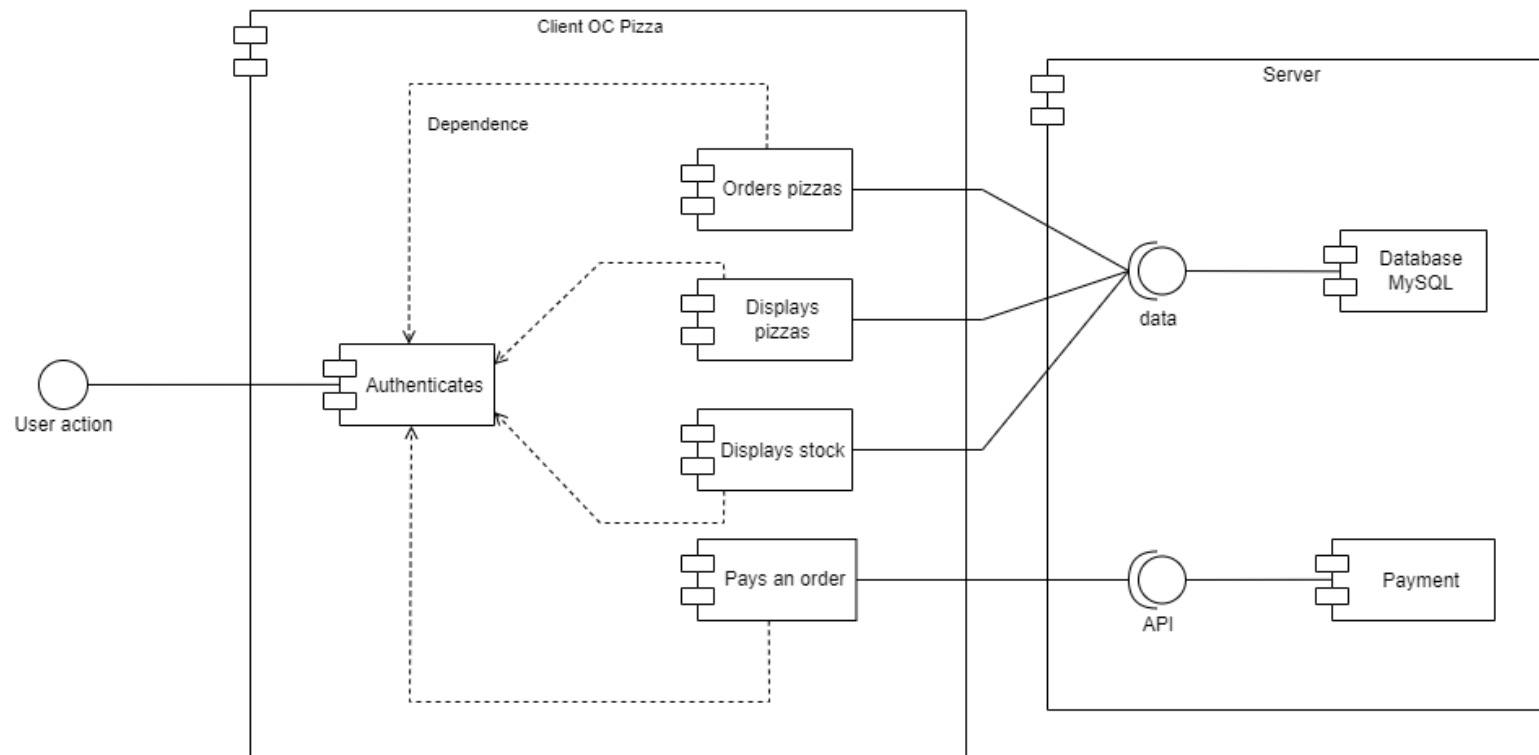 Client OC Pizza
Server
Dependence
Orders pizzas
Database
MySQL
data
Displays
pizzas
Authenticates
User action
Displays stock
Pays an order
API
Payment